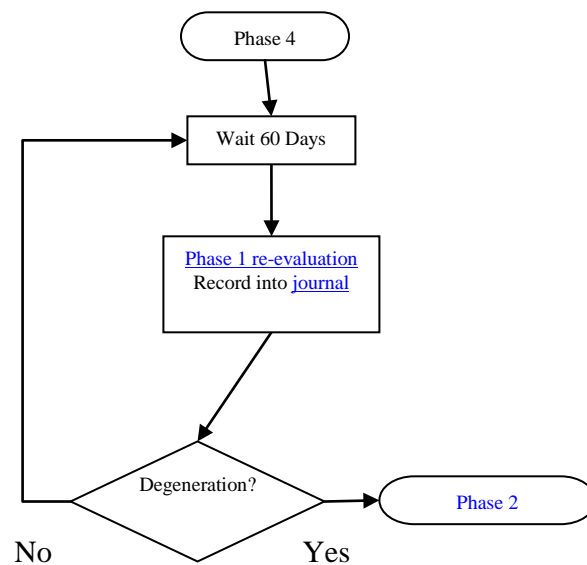 Phase 4
Wait 60 Days
Phase 1 re-evaluation
Record into journal
Degeneration?
Phase 2
No
Yes